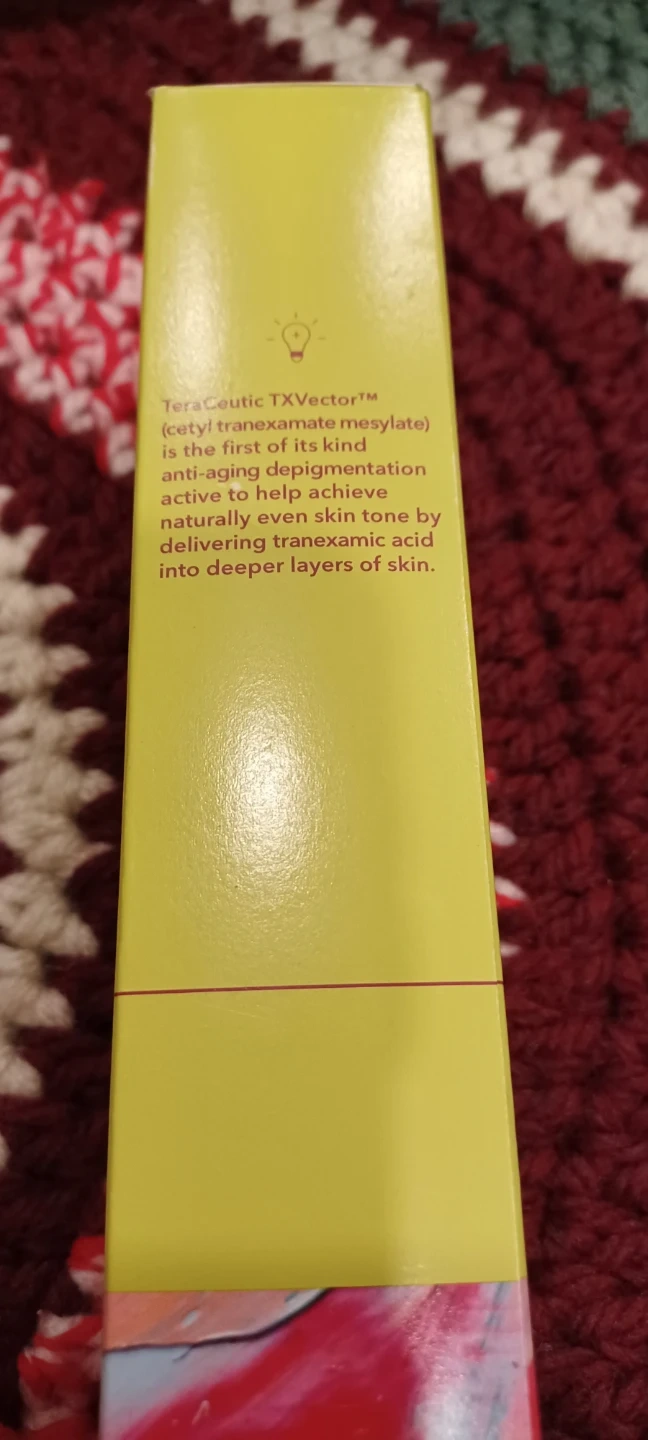 TeraCeutic TXVector™
(cetyl tranexamate mesylate)
is the first of its kind
anti-aging depigmentation
active to help achieve
naturally even skin tone by
delivering tranexamic acid
into deeper layers of skin.